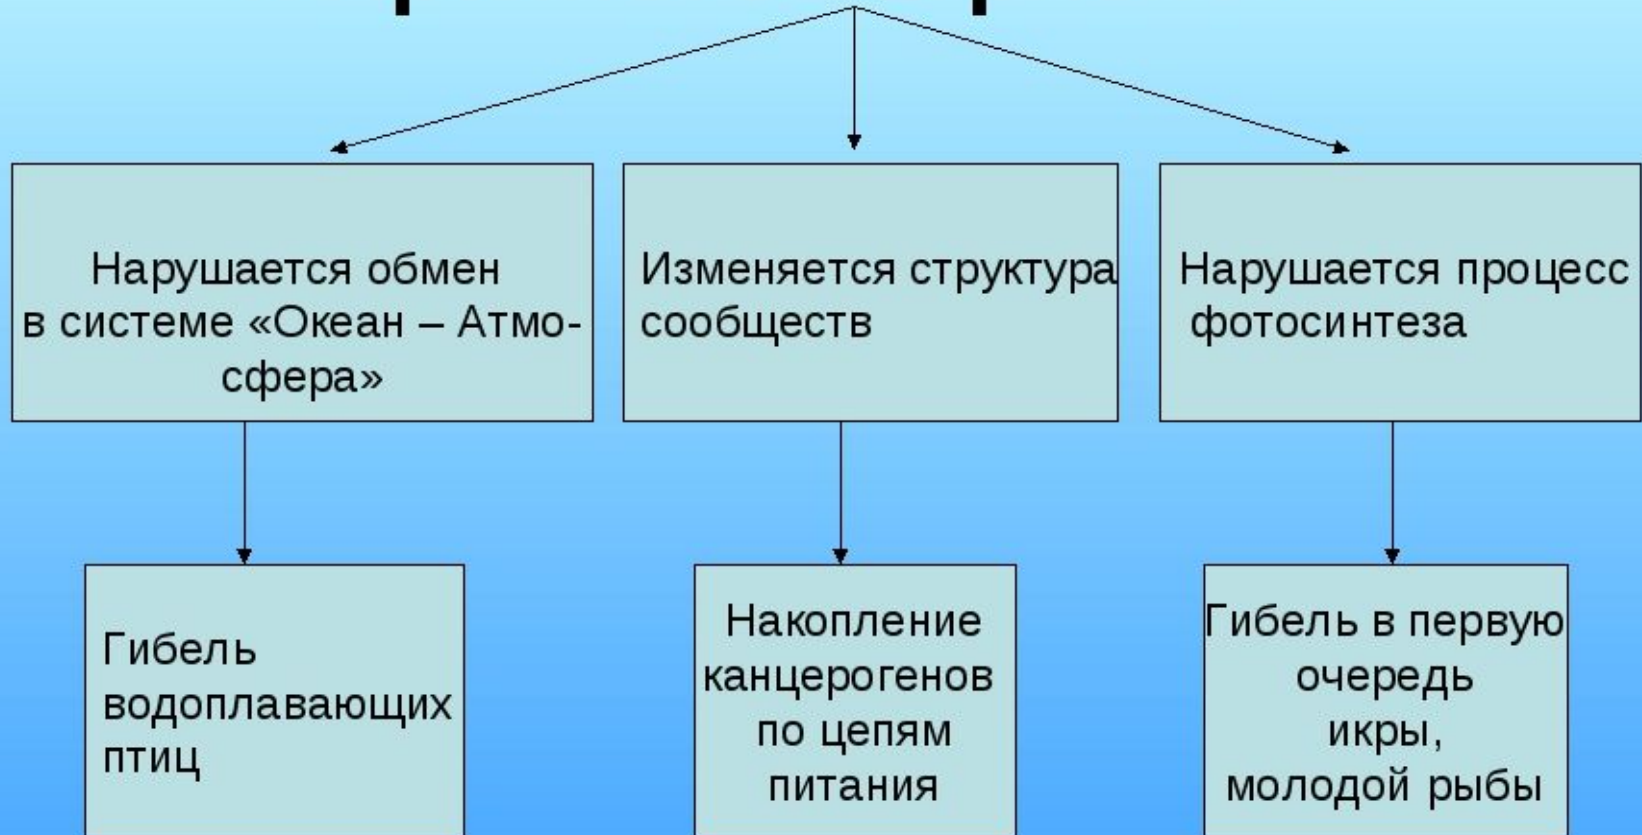 Нарушается обмен
в системе «Океан – Атмо-
сфера»
Изменяется структура
сообществ
Нарушается процесс
фотосинтеза
Гибель
водоплавающих
птиц
Накопление
канцерогенов
по цепям
питания
Гибель в первую
очередь
икры,
молодой рыбы